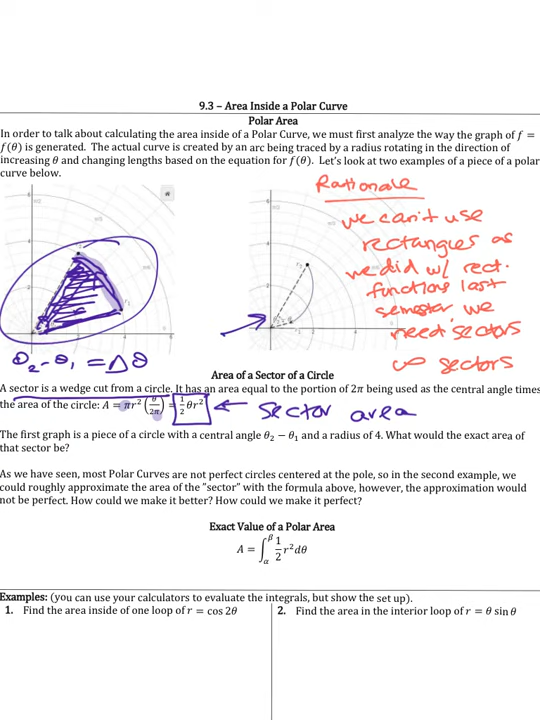 9.3 – Area Inside a Polar Curve
Polar Area
In order to talk about calculating the area inside of a Polar Curve, we must first analyze the way the graph of f =
f(θ) is generated. The actual curve is created by an arc being traced by a radius rotating in the direction of
increasing θ and changing lengths based on the equation for f(θ). Let's look at two examples of a piece of a polar
curve below.
Rationale
we can't use
rectangles as
we did w/ rect.
functions last
semester we
need sectors
∞ sectors
θ₂ - θ₁ = Δθ
Area of a Sector of a Circle
A sector is a wedge cut from a circle. It has an area equal to the portion of 2π being used as the central angle times
the area of the circle: A = πr² (θ/2π) = 1/2 θr² ← sector area
The first graph is a piece of a circle with a central angle θ₂ − θ₁ and a radius of 4. What would the exact area of
that sector be?
As we have seen, most Polar Curves are not perfect circles centered at the pole, so in the second example, we
could roughly approximate the area of the "sector" with the formula above, however, the approximation would
not be perfect. How could we make it better? How could we make it perfect?
Exact Value of a Polar Area
A = ∫_α^β 1/2 r² dθ
Examples: (you can use your calculators to evaluate the integrals, but show the set up).
1. Find the area inside of one loop of r = cos 2θ
2. Find the area in the interior loop of r = θ sin θ